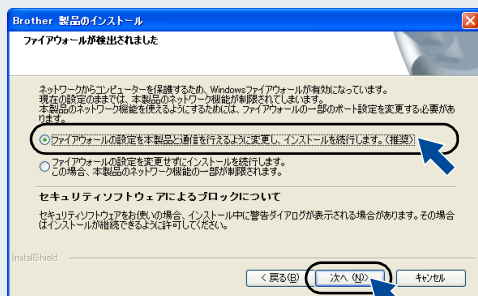 Brother 製品のインストール
ファイアウォールが検出されました
ネットワークからコンピューターを保護するため、Windowsファイアウォールが有効になっています。
現在の設定のままでは、本製品のネットワーク機能が制限されてしまいます。
本製品のネットワーク機能を使えるようにするためには、ファイアウォールの一部のポート設定を変更する必要があ
ります。
ファイアウォールの設定を本製品と通信を行えるように変更し、インストールを続行します。(推奨)
ファイアウォールの設定を変更せずにインストールを続行します。
この場合、本製品のネットワーク機能の一部が制限されます。
セキュリティソフトウェアによるブロックについて
セキュリティソフトウェアをお使いの場合、インストール中に警告ダイアログが表示される場合があります。その場合
はインストールが継続できるように許可してください。
InstallShield
< 戻る(B)
次へ (N)>
キャンセル